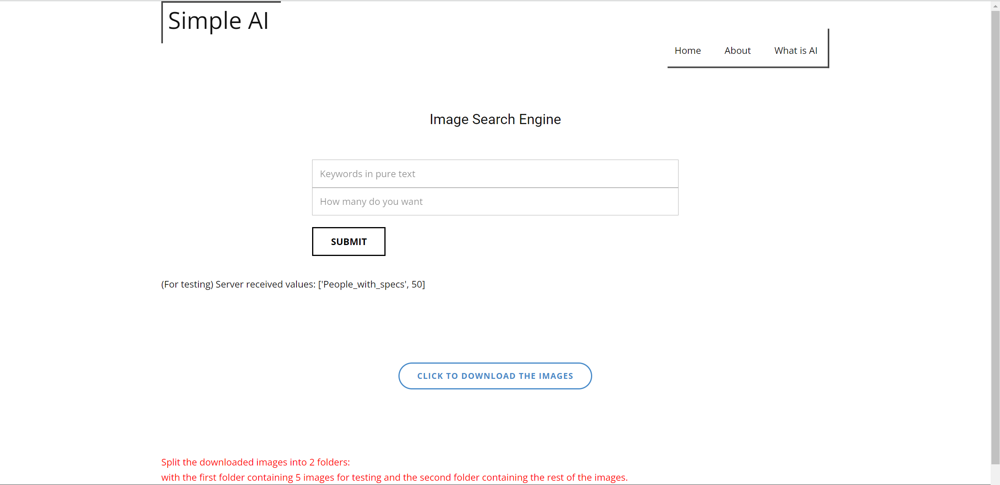 Simple AI
Home About What is AI
Image Search Engine
Keywords in pure text
How many do you want
SUBMIT
(For testing) Server received values: ['People_with_specs', 50]
CLICK TO DOWNLOAD THE IMAGES
Split the downloaded images into 2 folders:
with the first folder containing 5 images for testing and the second folder containing the rest of the images.